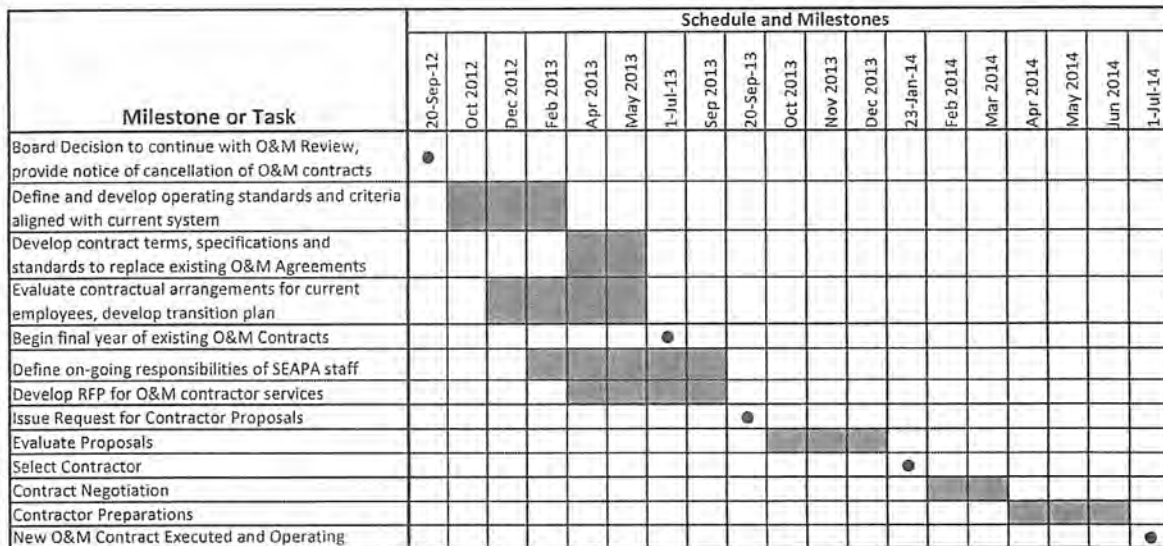 Schedule and Milestones
Milestone or Task
20-Sep-12
Oct 2012
Dec 2012
Feb 2013
Apr 2013
May 2013
1-Jul-13
Sep 2013
20-Sep-13
Oct 2013
Nov 2013
Dec 2013
23-Jan-14
Feb 2014
Mar 2014
Apr 2014
May 2014
Jun 2014
1-Jul-14
Board Decision to continue with O&M Review,
provide notice of cancellation of O&M contracts
Define and develop operating standards and criteria
aligned with current system
Develop contract terms, specifications and
standards to replace existing O&M Agreements
Evaluate contractual arrangements for current
employees, develop transition plan
Begin final year of existing O&M Contracts
Define on-going responsibilities of SEAPA staff
Develop RFP for O&M contractor services
Issue Request for Contractor Proposals
Evaluate Proposals
Select Contractor
Contract Negotiation
Contractor Preparations
New O&M Contract Executed and Operating